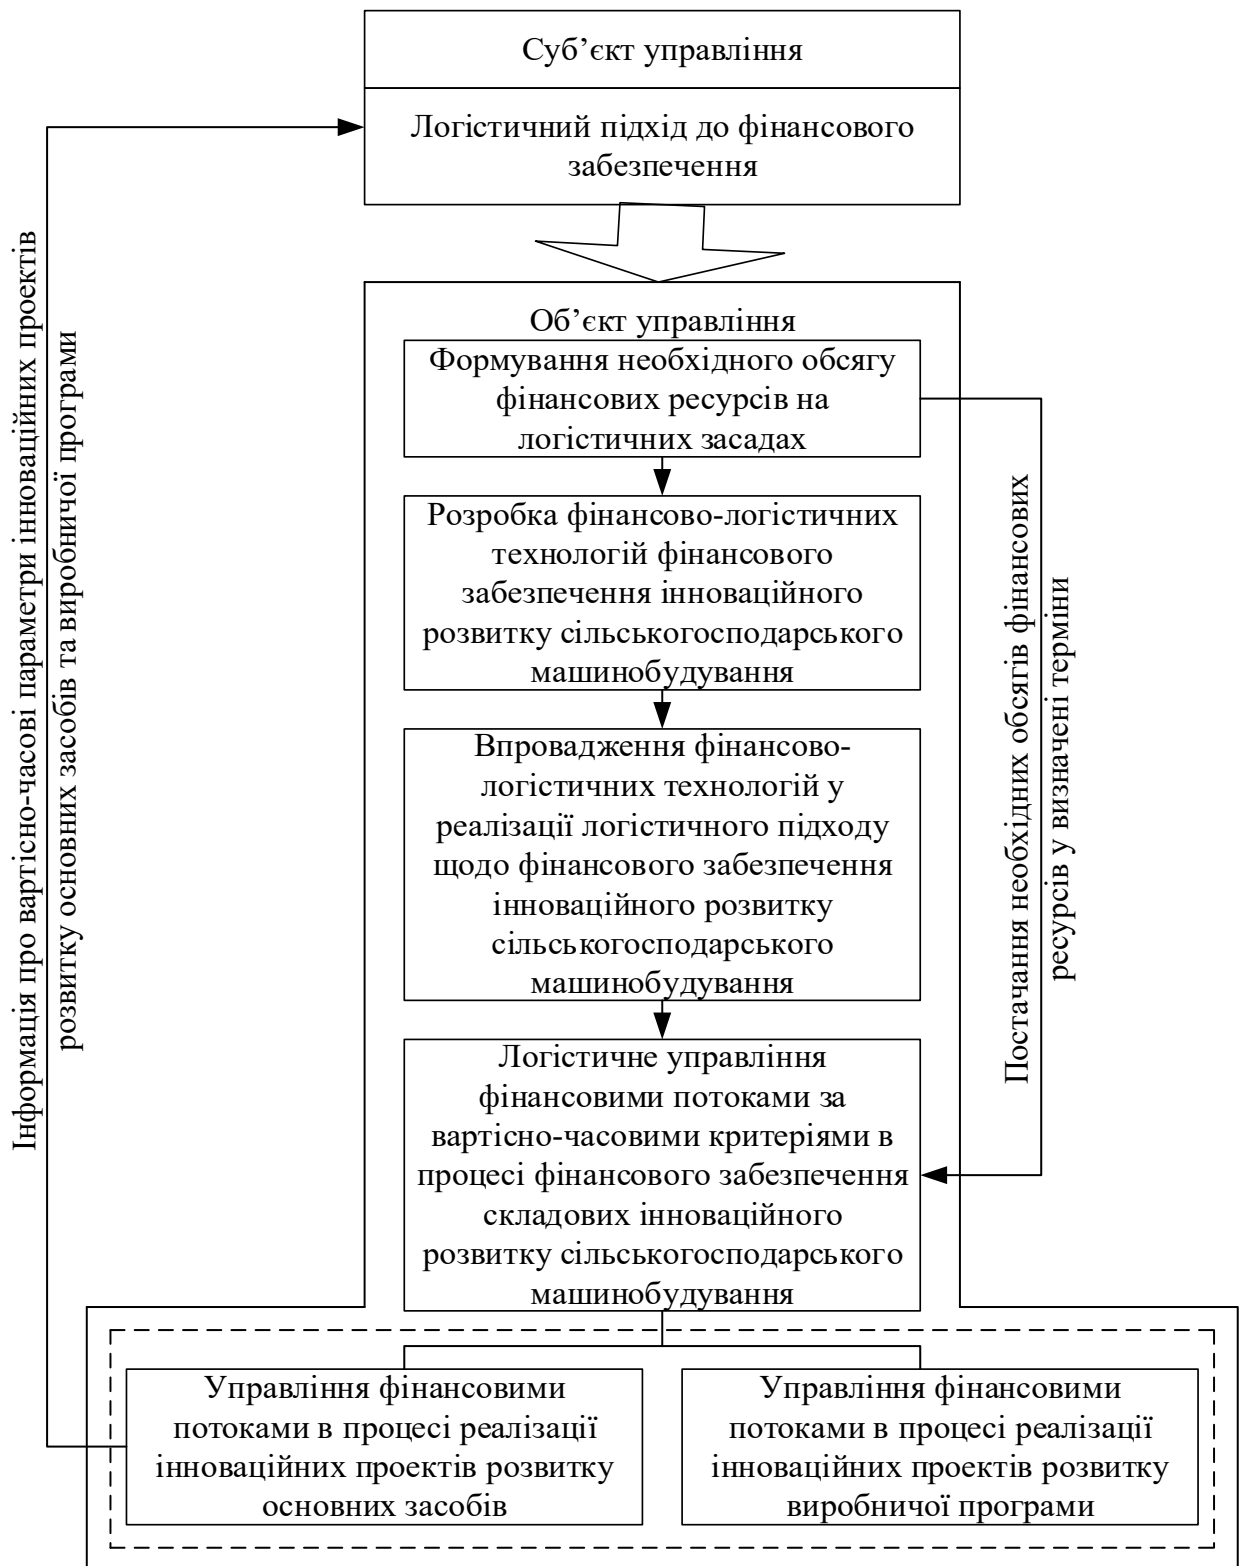 Суб’єкт управління
Логістичний підхід до фінансового
забезпечення
Об’єкт управління
Формування необхідного обсягу
фінансових ресурсів на
логістичних засадах
Розробка фінансово-логістичних
технологій фінансового
забезпечення інноваційного
розвитку сільськогосподарського
машинобудування
Впровадження фінансово-
логістичних технологій у
реалізації логістичного підходу
щодо фінансового забезпечення
інноваційного розвитку
сільськогосподарського
машинобудування
Логістичне управління
фінансовими потоками за
вартісно-часовими критеріями в
процесі фінансового забезпечення
складових інноваційного
розвитку сільськогосподарського
машинобудування
Управління фінансовими
потоками в процесі реалізації
інноваційних проектів розвитку
основних засобів
Управління фінансовими
потоками в процесі реалізації
інноваційних проектів розвитку
виробничої програми
Інформація про вартісно-часові параметри інноваційних проектів
розвитку основних засобів та виробничої програми
Постачання необхідних обсягів фінансових
ресурсів у визначені терміни